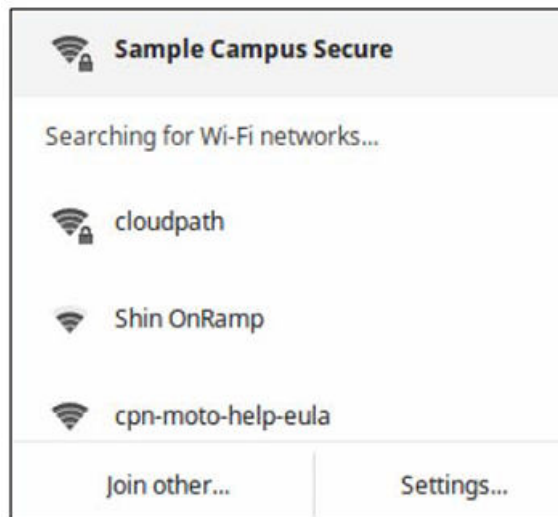 Sample Campus Secure
Searching for Wi-Fi networks...
cloudpath
Shin OnRamp
cpn-moto-help-eula
Join other... Settings...